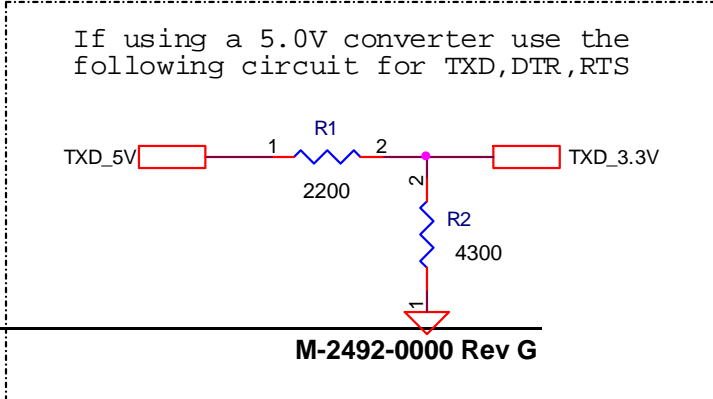 If using a 5.0V converter use the
following circuit for TXD,DTR,RTS
R1
TXD_5V 1 2 TXD_3.3V
2200
2
R2
4300
1
M-2492-0000 Rev G